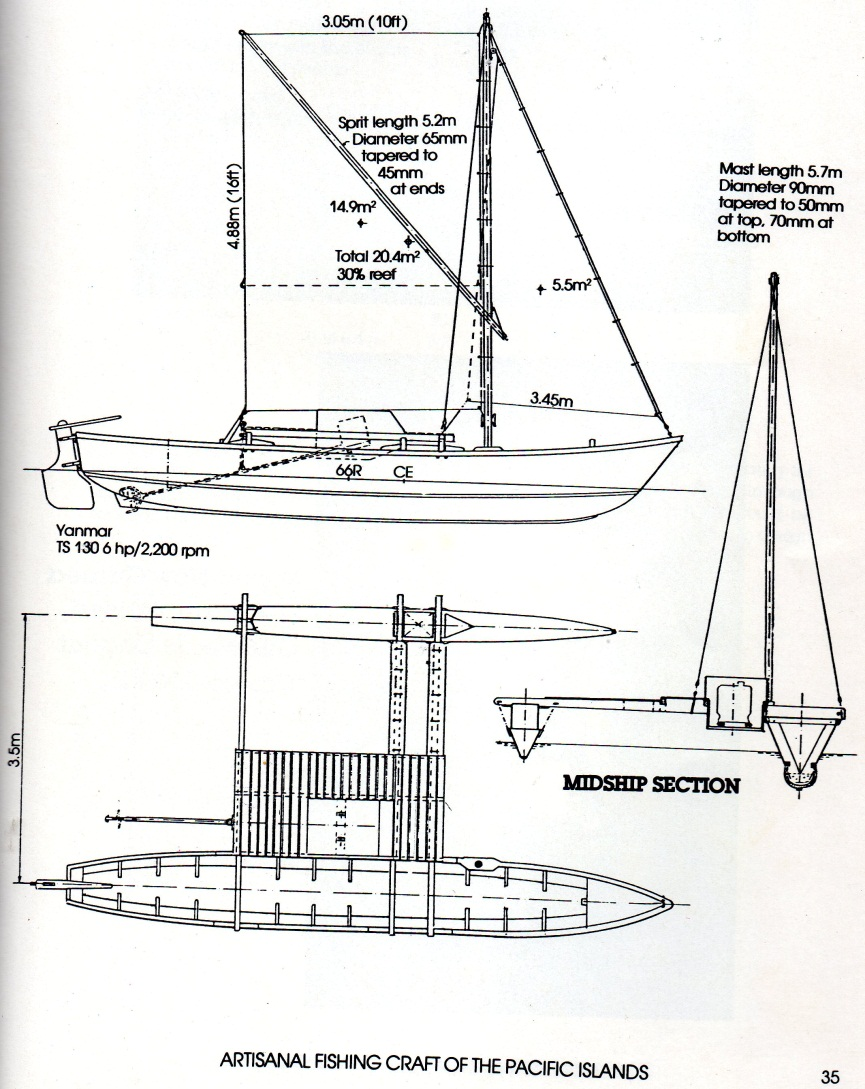 3.05m (10ft)
Sprit length 5.2m
Diameter 65mm
tapered to
45mm
at ends
4.88m (16ft)
14.9m²
Total 20.4m²
30% reef
5.5m²
Mast length 5.7m
Diameter 90mm
tapered to 50mm
at top, 70mm at
bottom
3.45m
66R
CE
Yanmar
TS 130 6 hp/2,200 rpm
3.5m
MIDSHIP SECTION
ARTISANAL FISHING CRAFT OF THE PACIFIC ISLANDS
35